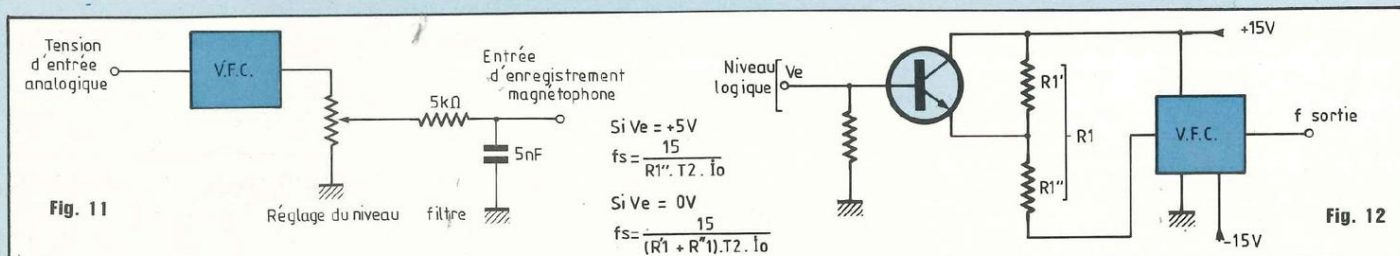 Tension
d'entrée
analogique
V.F.C.
5kΩ
Entrée
d'enregistrement
magnétophone
5nF
Fig. 11
Réglage du niveau
filtre
Si Ve = +5V
fs = 15
R1". T2 . Io
Si Ve = 0V
fs = 15
(R'1 + R"1).T2 . Io
Niveau
logique
Ve
R1'
R1
R1"
+15V
V.F.C.
f sortie
-15V
Fig. 12